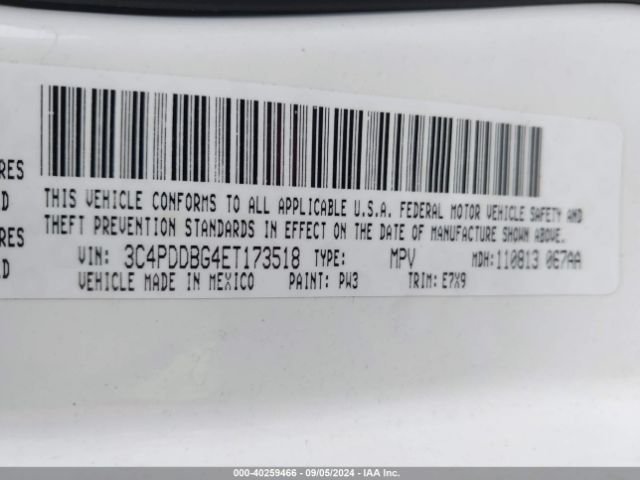 RES
D
RES
D
THIS VEHICLE CONFORMS TO ALL APPLICABLE U.S.A. FEDERAL MOTOR VEHICLE SAFETY AND
THEFT PREVENTION STANDARDS IN EFFECT ON THE DATE OF MANUFACTURE SHOWN ABOVE.
VIN: 3C4PDDBG4ET173518 TYPE: MPV MDH: 110813 067AA
VEHICLE MADE IN MEXICO PAINT: PW3 TRIM: E7X9
000-40259466 - 09/05/2024 - IAA Inc.